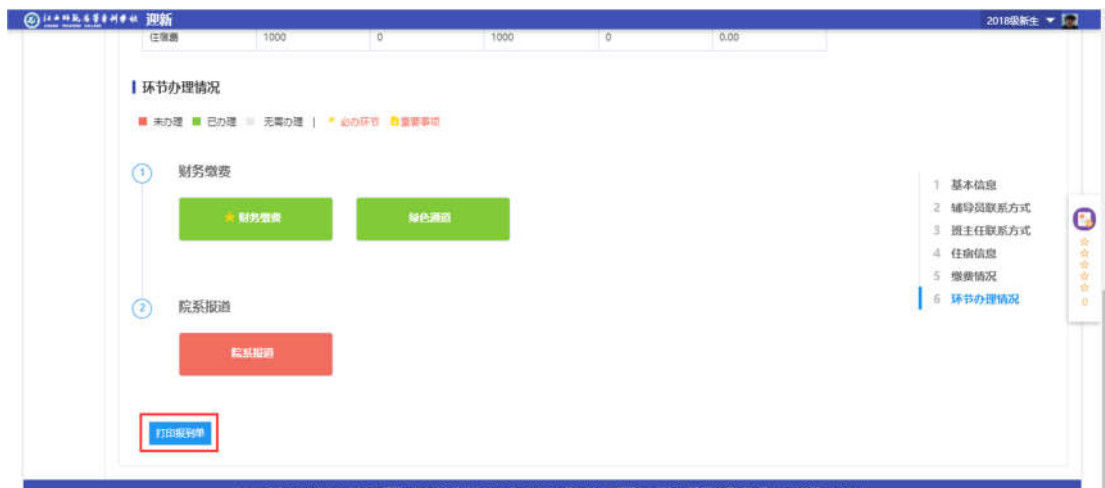 迎新
2018级新生
住宿费 1000 0 1000 0 0.00
环节办理情况
未办理 已办理 无需办理 | 必办环节 重要事项
1 财务缴费
财务缴费 绿色通道
2 院系报道
院系报道
打印报到单
1 基本信息
2 辅导员联系方式
3 班主任联系方式
4 住宿信息
5 缴费情况
6 环节办理情况
0